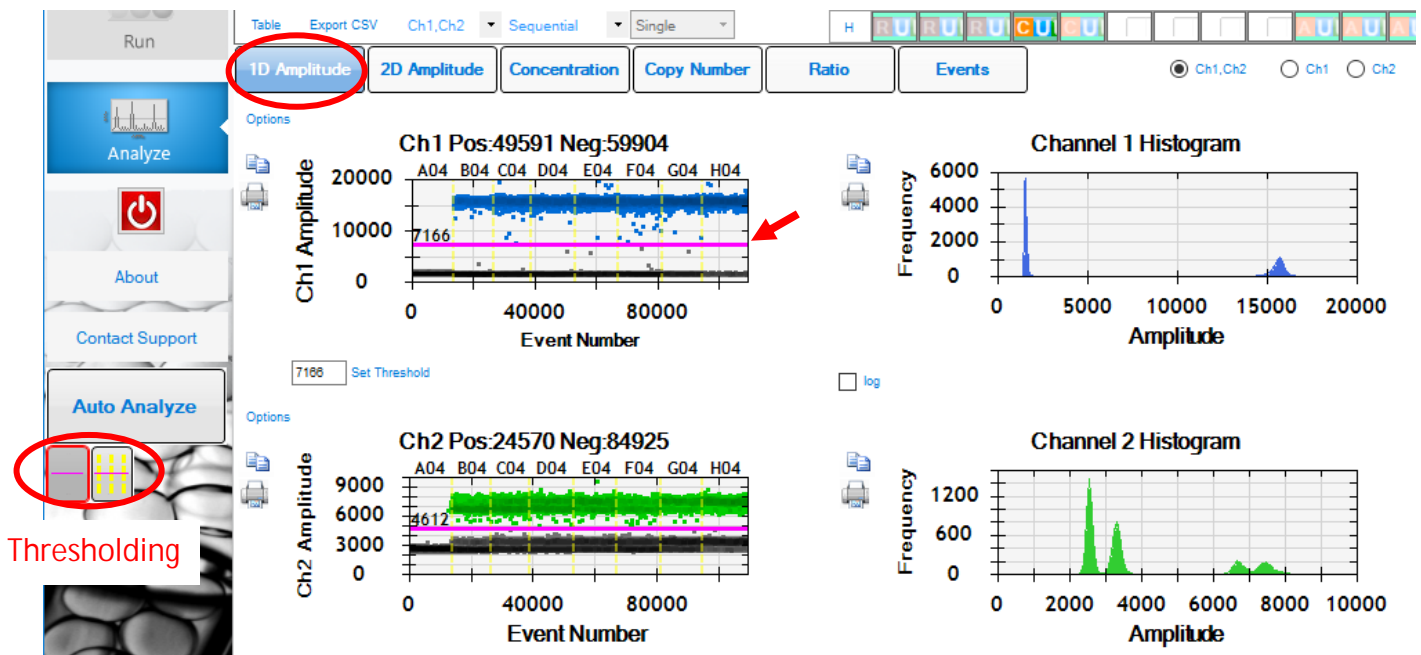 Run
Analyze
About
Contact Support
Auto Analyze
Thresholding
Table Export CSV Ch1,Ch2 Sequential Single H R U R U R U C U C U A U A U A U
1D Amplitude 2D Amplitude Concentration Copy Number Ratio Events Ch1,Ch2 Ch1 Ch2
Options
Ch1 Pos:49591 Neg:59904
A04 B04 C04 D04 E04 F04 G04 H04
Ch1 Amplitude
20000
10000
0
7166
0 40000 80000
Event Number
7166 Set Threshold
Channel 1 Histogram
Frequency
6000
4000
2000
0
0 5000 10000 15000 20000
Amplitude
log
Options
Ch2 Pos:24570 Neg:84925
A04 B04 C04 D04 E04 F04 G04 H04
Ch2 Amplitude
9000
6000
3000
0
4612
0 40000 80000
Event Number
Channel 2 Histogram
Frequency
1200
600
0
0 2000 4000 6000 8000 10000
Amplitude